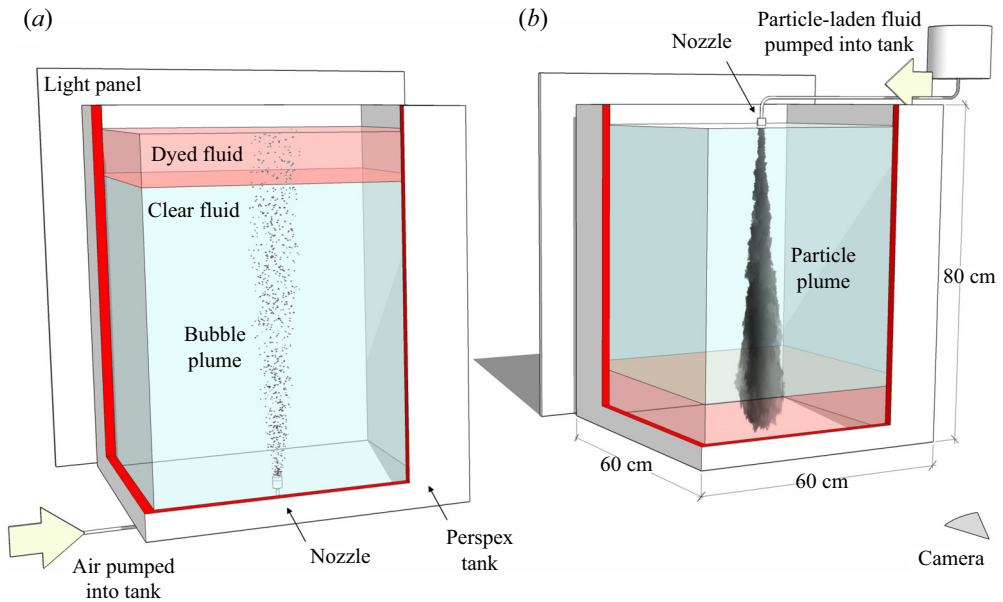 (a)
Light panel
Dyed fluid
Clear fluid
Bubble
plume
Air pumped
into tank
Nozzle
Perspex
tank
(b)
Particle-laden fluid
pumped into tank
Nozzle
Particle
plume
80 cm
60 cm
60 cm
Camera